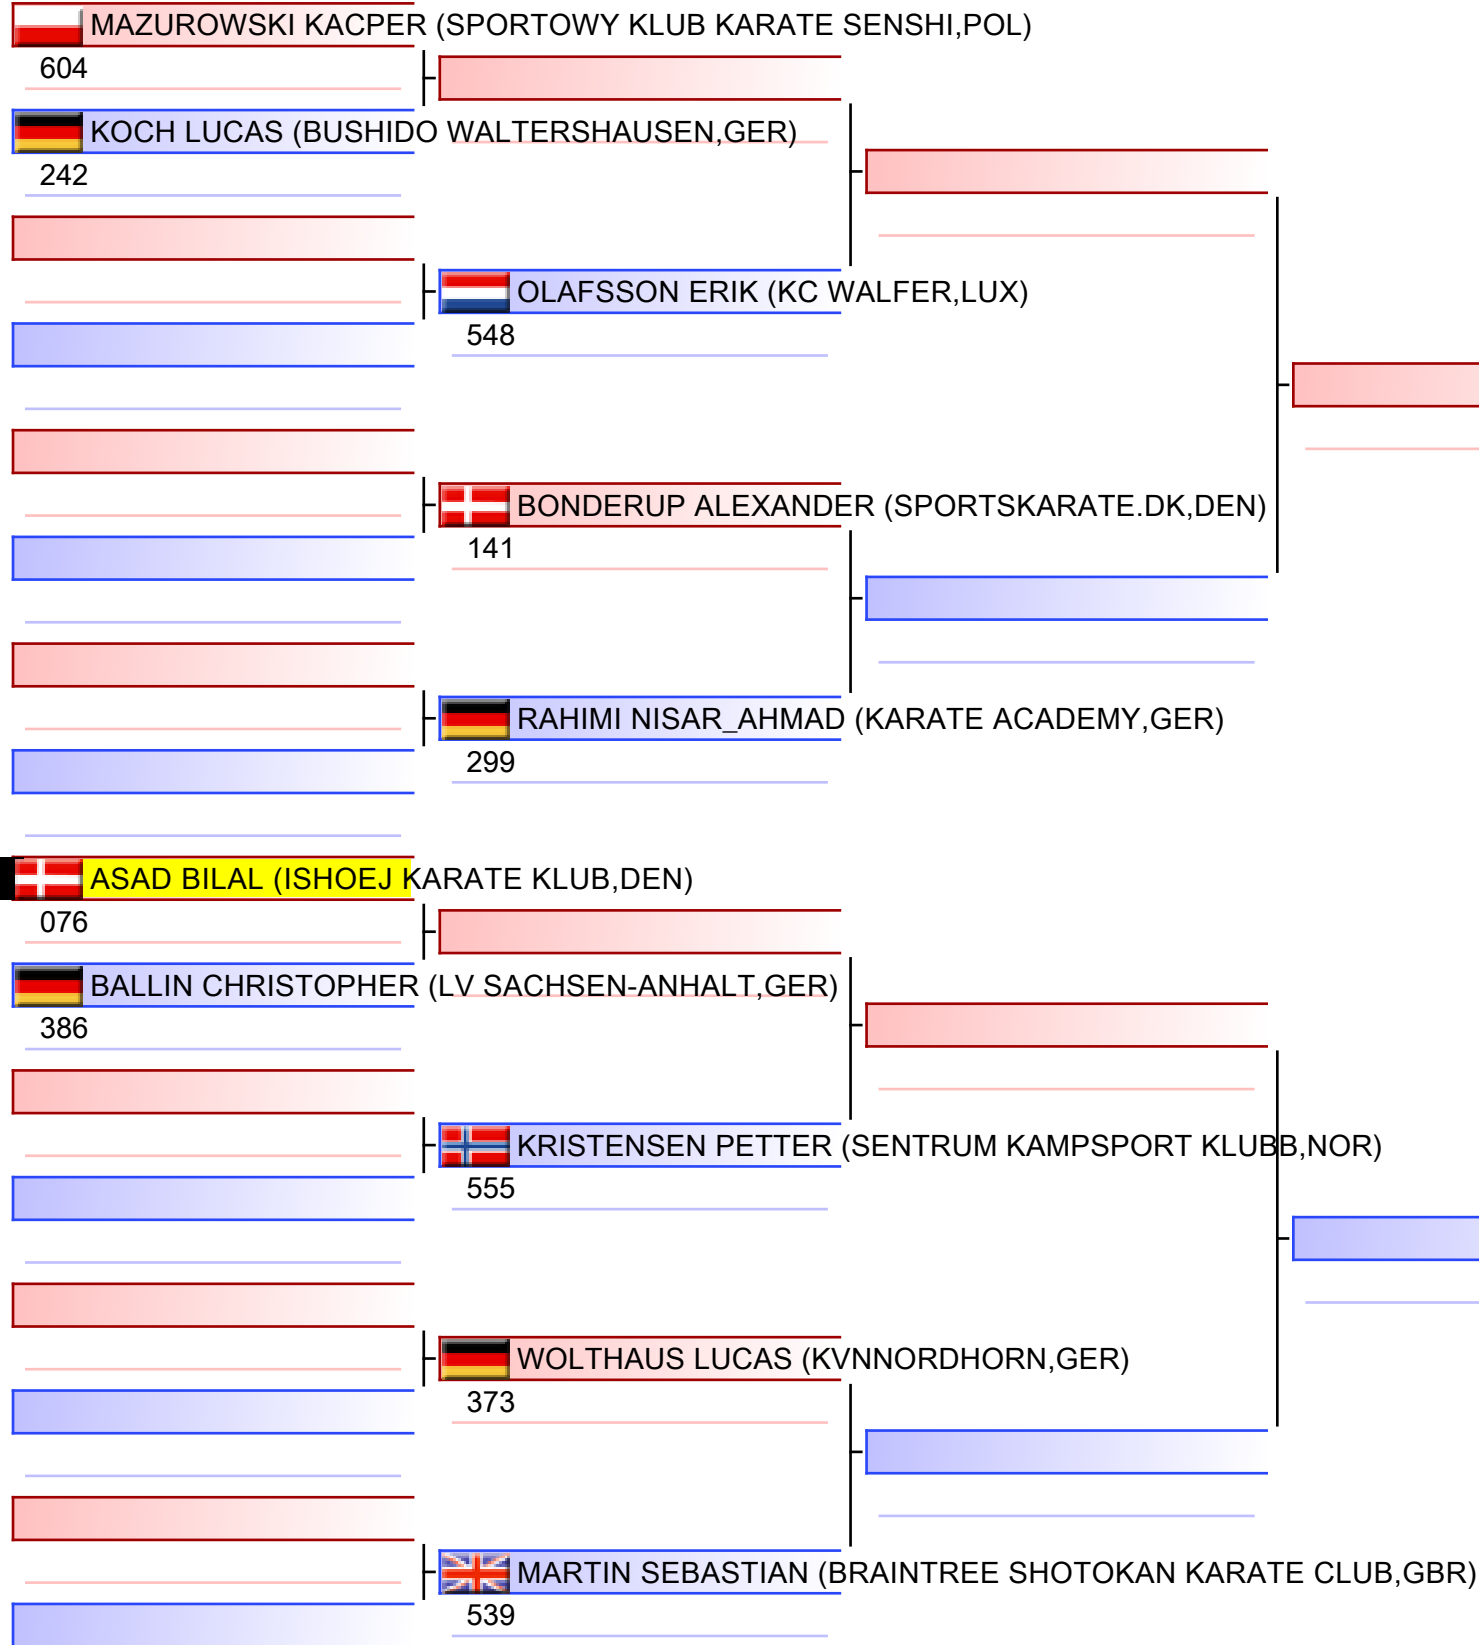 MAZUROWSKI KACPER (SPORTOWY KLUB KARATE SENSHI,POL)
604
KOCH LUCAS (BUSHIDO WALTERSHAUSEN,GER)
242
OLAFSSON ERIK (KC WALFER,LUX)
548
BONDERUP ALEXANDER (SPORTSKARATE.DK,DEN)
141
RAHIMI NISAR_AHMAD (KARATE ACADEMY,GER)
299
ASAD BILAL (ISHOEJ KARATE KLUB,DEN)
076
BALLIN CHRISTOPHER (LV SACHSEN-ANHALT,GER)
386
KRISTENSEN PETTER (SENTRUM KAMPSPORT KLUBB,NOR)
555
WOLTHAUS LUCAS (KVNNORDHORN,GER)
373
MARTIN SEBASTIAN (BRAINTREE SHOTOKAN KARATE CLUB,GBR)
539